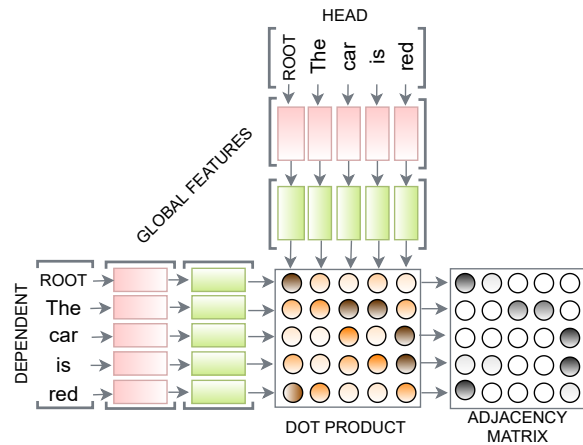 HEAD
ROOT
The
car
is
red
GLOBAL FEATURES
DEPENDENT
ROOT
The
car
is
red
DOT PRODUCT
ADJACENCY
MATRIX